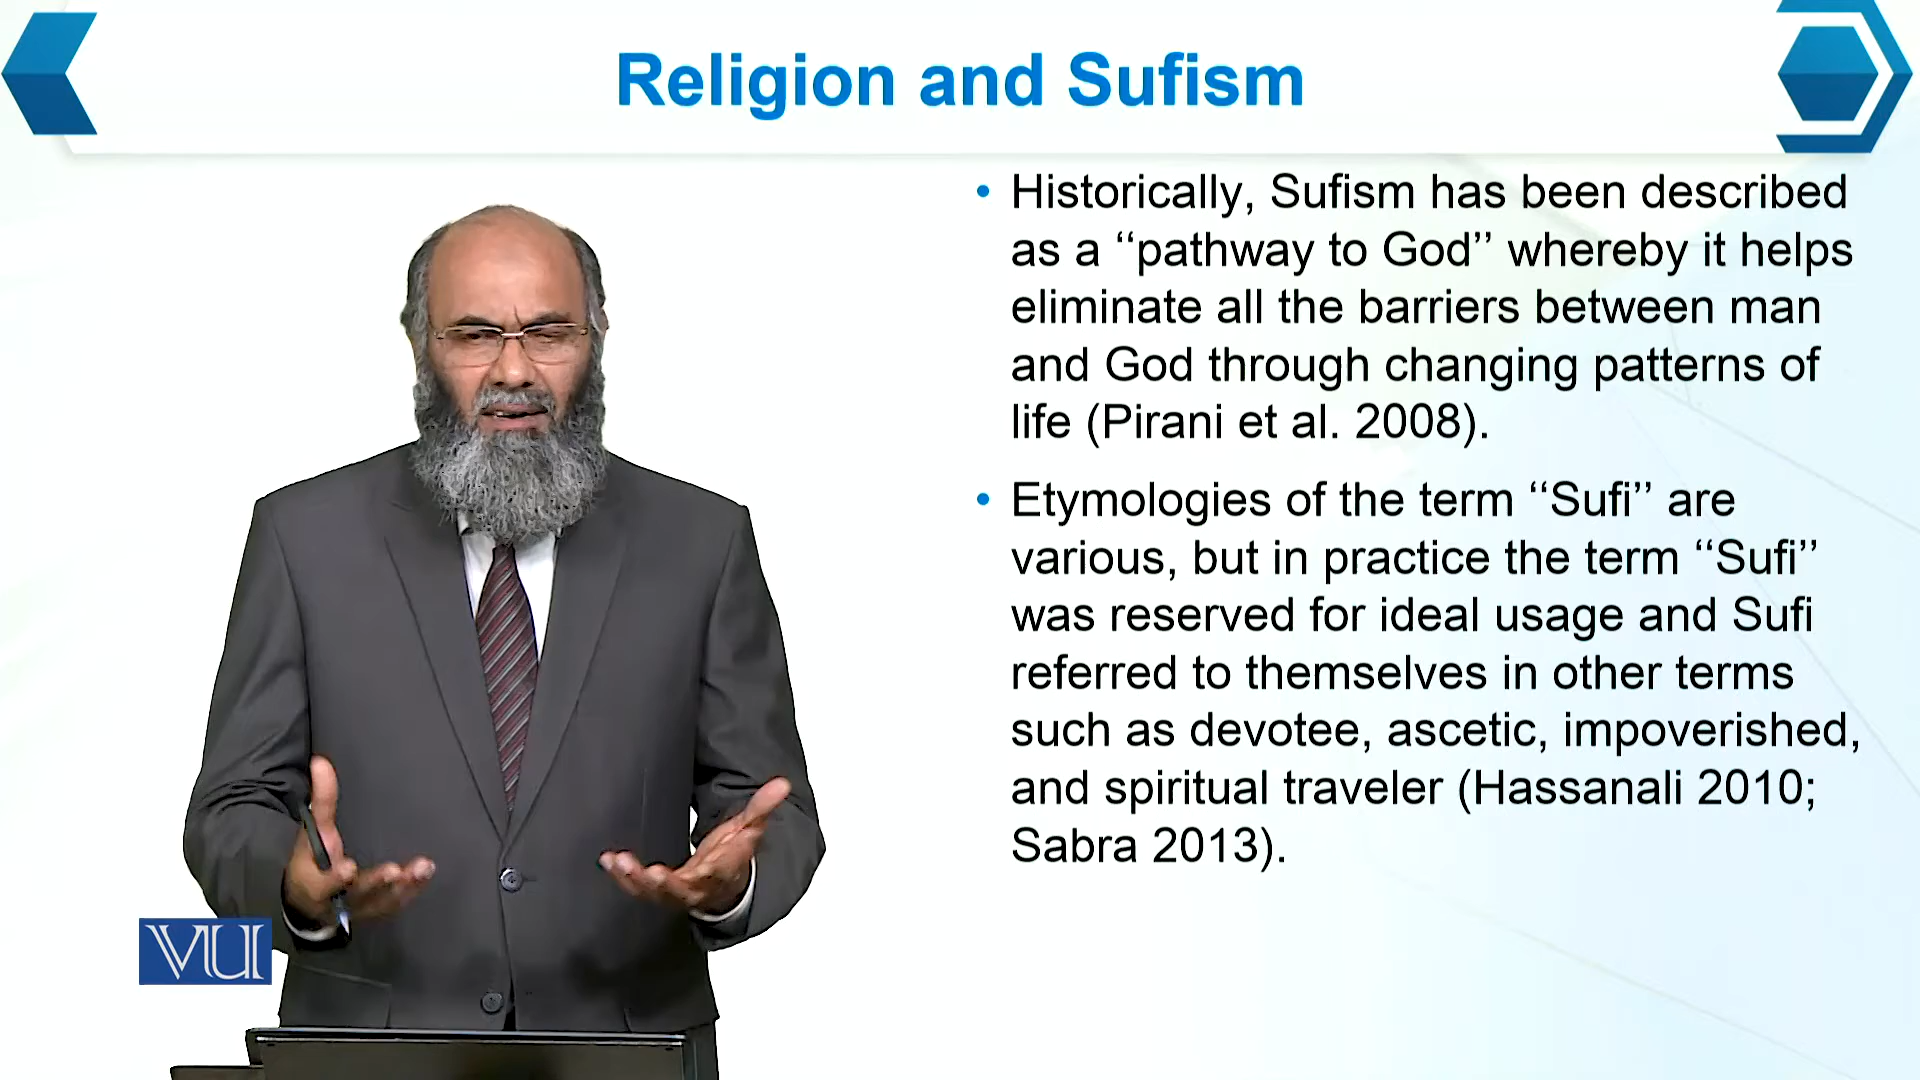 Religion and Sufism
• Historically, Sufism has been described
as a ‘‘pathway to God’’ whereby it helps
eliminate all the barriers between man
and God through changing patterns of
life (Pirani et al. 2008).
• Etymologies of the term ‘‘Sufi’’ are
various, but in practice the term ‘‘Sufi’’
was reserved for ideal usage and Sufi
referred to themselves in other terms
such as devotee, ascetic, impoverished,
and spiritual traveler (Hassanali 2010;
Sabra 2013).
VU